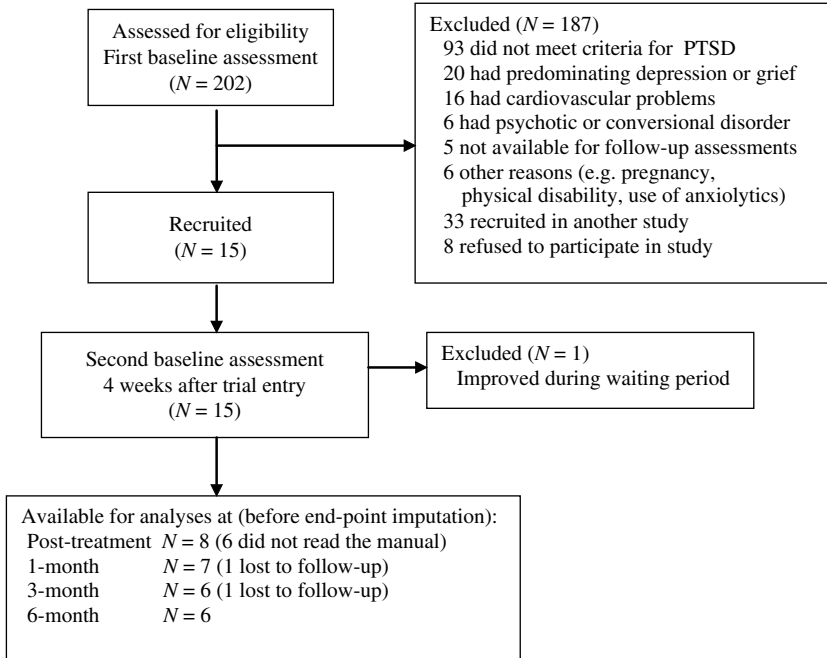 Assessed for eligibility
First baseline assessment
(N = 202)
Excluded (N = 187)
93 did not meet criteria for PTSD
20 had predominating depression or grief
16 had cardiovascular problems
6 had psychotic or conversional disorder
5 not available for follow-up assessments
6 other reasons (e.g. pregnancy,
physical disability, use of anxiolytics)
33 recruited in another study
8 refused to participate in study
Recruited
(N = 15)
Second baseline assessment
4 weeks after trial entry
(N = 15)
Excluded (N = 1)
Improved during waiting period
Available for analyses at (before end-point imputation):
Post-treatment N = 8 (6 did not read the manual)
1-month N = 7 (1 lost to follow-up)
3-month N = 6 (1 lost to follow-up)
6-month N = 6